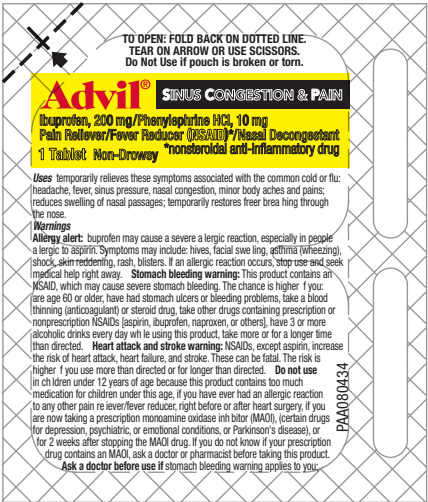 TO OPEN: FOLD BACK ON DOTTED LINE.
TEAR ON ARROW OR USE SCISSORS.
Do Not Use if pouch is broken or torn.
Advil® SINUS CONGESTION & PAIN
Ibuprofen, 200 mg/Phenylephrine HCl, 10 mg
Pain Reliever/Fever Reducer (NSAID)*/Nasal Decongestant
1 Tablet Non-Drowsy *nonsteroidal anti-inflammatory drug
Uses temporarily relieves these symptoms associated with the common cold or flu:
headache, fever, sinus pressure, nasal congestion, minor body aches and pains;
reduces swelling of nasal passages; temporarily restores freer brea hing through
the nose.
Warnings
Allergy alert: buprofen may cause a severe a lergic reaction, especially in people
a lergic to aspirin. Symptoms may include: hives, facial swe ling, asthma (wheezing),
shock, skin reddening, rash, blisters. If an allergic reaction occurs, stop use and seek
medical help right away. Stomach bleeding warning: This product contains an
NSAID, which may cause severe stomach bleeding. The chance is higher f you:
are age 60 or older, have had stomach ulcers or bleeding problems, take a blood
thinning (anticoagulant) or steroid drug, take other drugs containing prescription or
nonprescription NSAIDs [aspirin, ibuprofen, naproxen, or others], have 3 or more
alcoholic drinks every day wh le using this product, take more or for a longer time
than directed. Heart attack and stroke warning: NSAIDs, except aspirin, increase
the risk of heart attack, heart failure, and stroke. These can be fatal. The risk is
higher f you use more than directed or for longer than directed. Do not use
in ch ldren under 12 years of age because this product contains too much
medication for children under this age, if you have ever had an allergic reaction
to any other pain re iever/fever reducer, right before or after heart surgery, if you
are now taking a prescription monoamine oxidase inh bitor (MAOI), (certain drugs
for depression, psychiatric, or emotional conditions, or Parkinson's disease), or
for 2 weeks after stopping the MAOI drug. If you do not know if your prescription
drug contains an MAOI, ask a doctor or pharmacist before taking this product.
Ask a doctor before use if stomach bleeding warning applies to you;
PAA080434